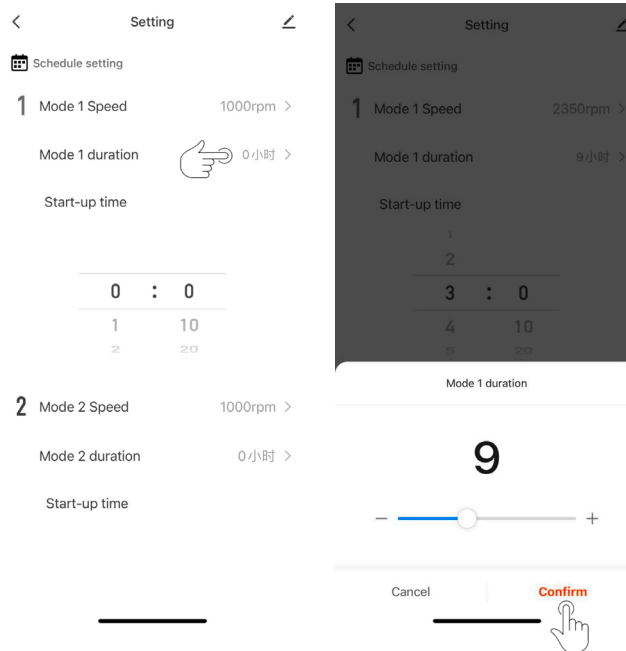 Setting
Schedule setting
1 Mode 1 Speed 1000rpm >
Mode 1 duration 0小时 >
Start-up time
0 : 0
1 10
2 20
2 Mode 2 Speed 1000rpm >
Mode 2 duration 0小时 >
Start-up time
Setting
Schedule setting
1 Mode 1 Speed 2350rpm >
Mode 1 duration 9小时 >
Start-up time
1
2
3 : 0
4 10
5 20
Mode 1 duration
9
− +
Cancel Confirm